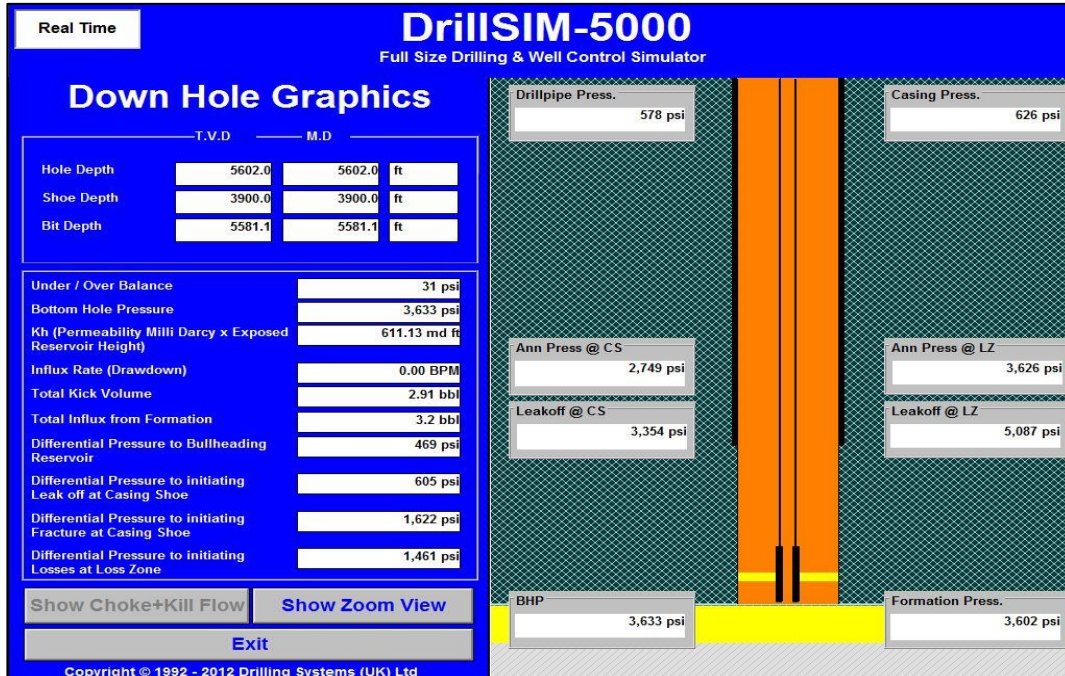 Real Time
DrillSIM-5000
Full Size Drilling & Well Control Simulator
Down Hole Graphics
T.V.D M.D
Hole Depth 5602.0 5602.0 ft
Shoe Depth 3900.0 3900.0 ft
Bit Depth 5581.1 5581.1 ft
Under / Over Balance 31 psi
Bottom Hole Pressure 3,633 psi
Kh (Permeability Milli Darcy x Exposed
Reservoir Height) 611.13 md ft
Influx Rate (Drawdown) 0.00 BPM
Total Kick Volume 2.91 bbl
Total Influx from Formation 3.2 bbl
Differential Pressure to Bullheading
Reservoir 469 psi
Differential Pressure to initiating
Leak off at Casing Shoe 605 psi
Differential Pressure to initiating
Fracture at Casing Shoe 1,622 psi
Differential Pressure to initiating
Losses at Loss Zone 1,461 psi
Show Choke+Kill Flow Show Zoom View
Exit
Copyright © 1992 - 2012 Drilling Systems (UK) Ltd
Drillpipe Press.
578 psi
Casing Press.
626 psi
Ann Press @ CS
2,749 psi
Ann Press @ LZ
3,626 psi
Leakoff @ CS
3,354 psi
Leakoff @ LZ
5,087 psi
BHP
3,633 psi
Formation Press.
3,602 psi